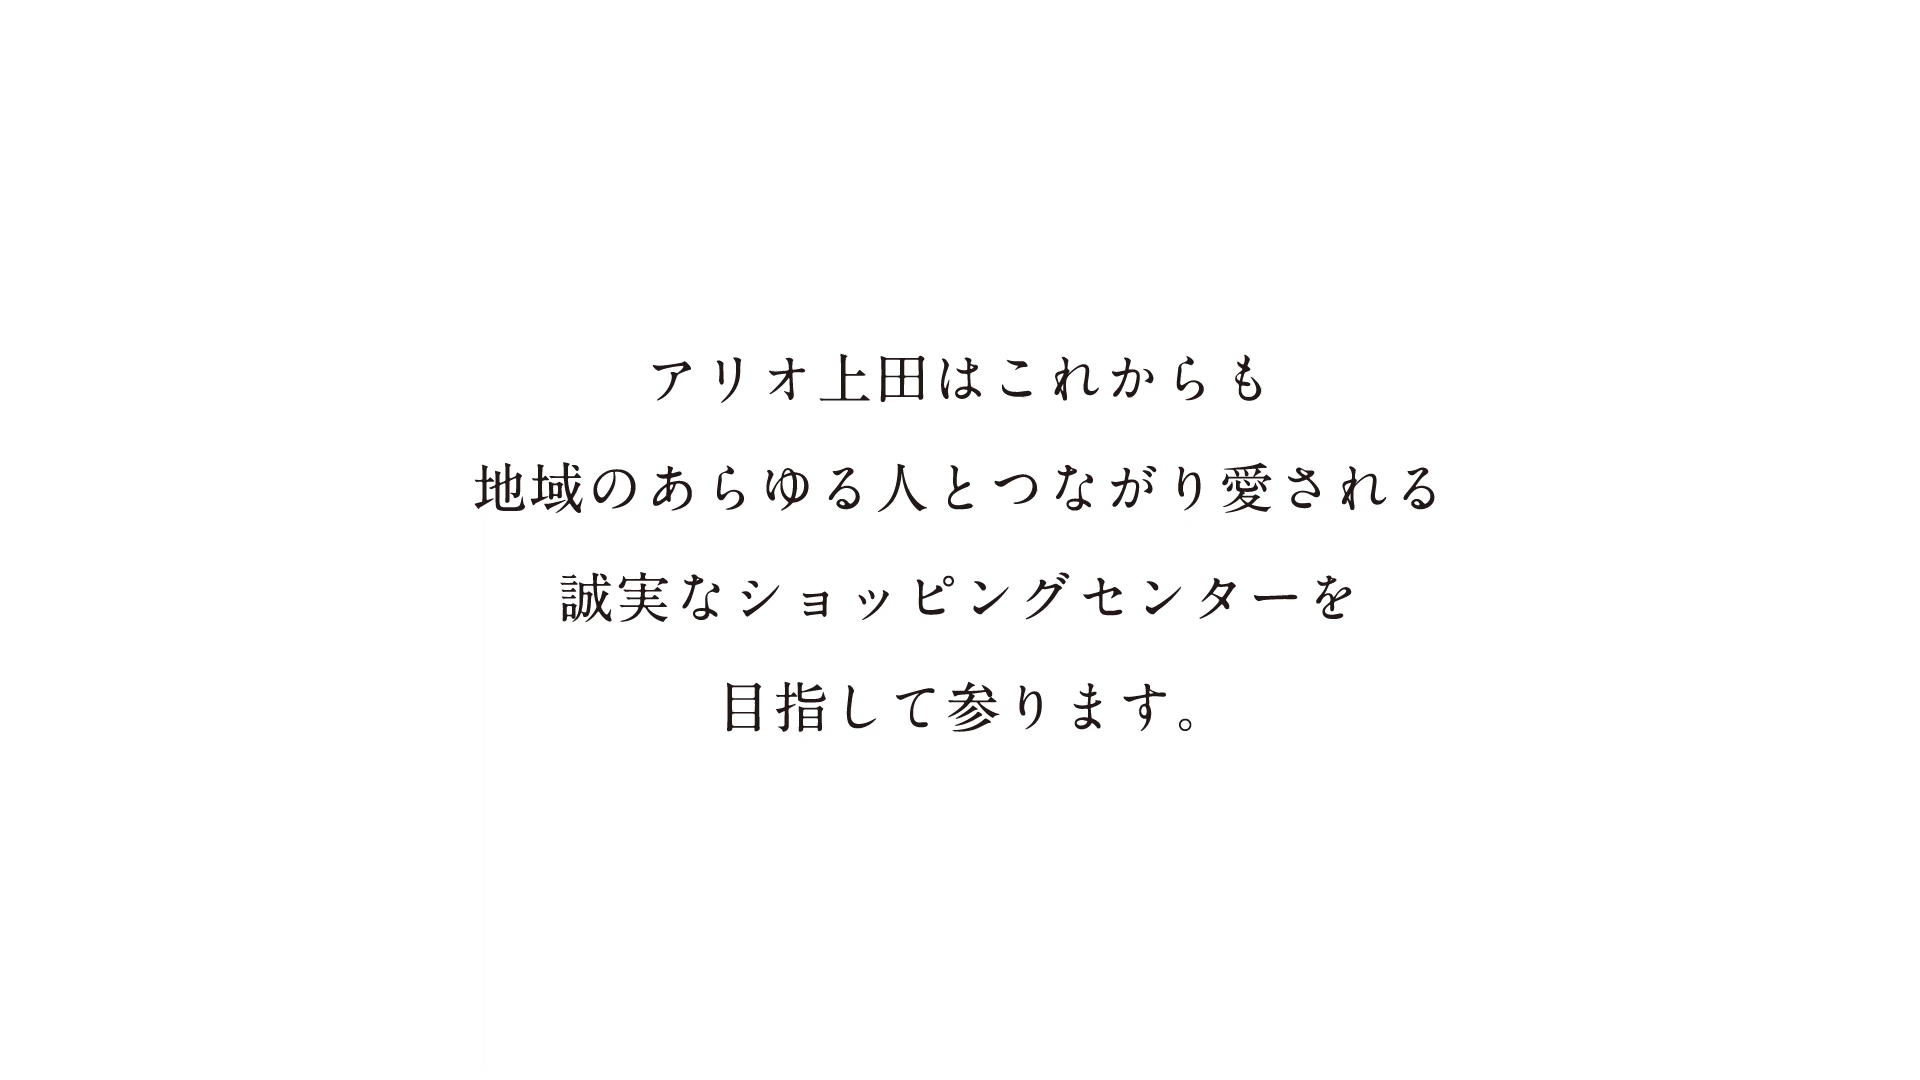 アリオ上田はこれからも
地域のあらゆる人とつながり愛される
誠実なショッピングセンターを
目指して参ります。